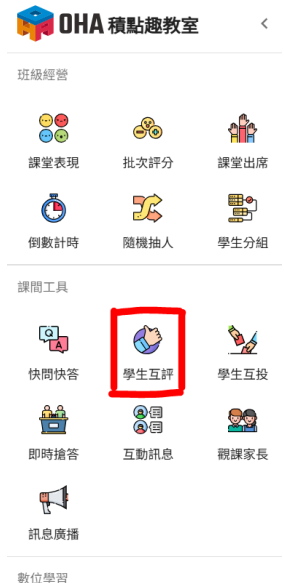 OHA 積點趣教室
班級經營
課堂表現 批次評分 課堂出席
倒數計時 隨機抽人 學生分組
課間工具
Q
A
快問快答 學生互評 學生互投
即時搶答 互動訊息 觀課家長
訊息廣播
數位學習